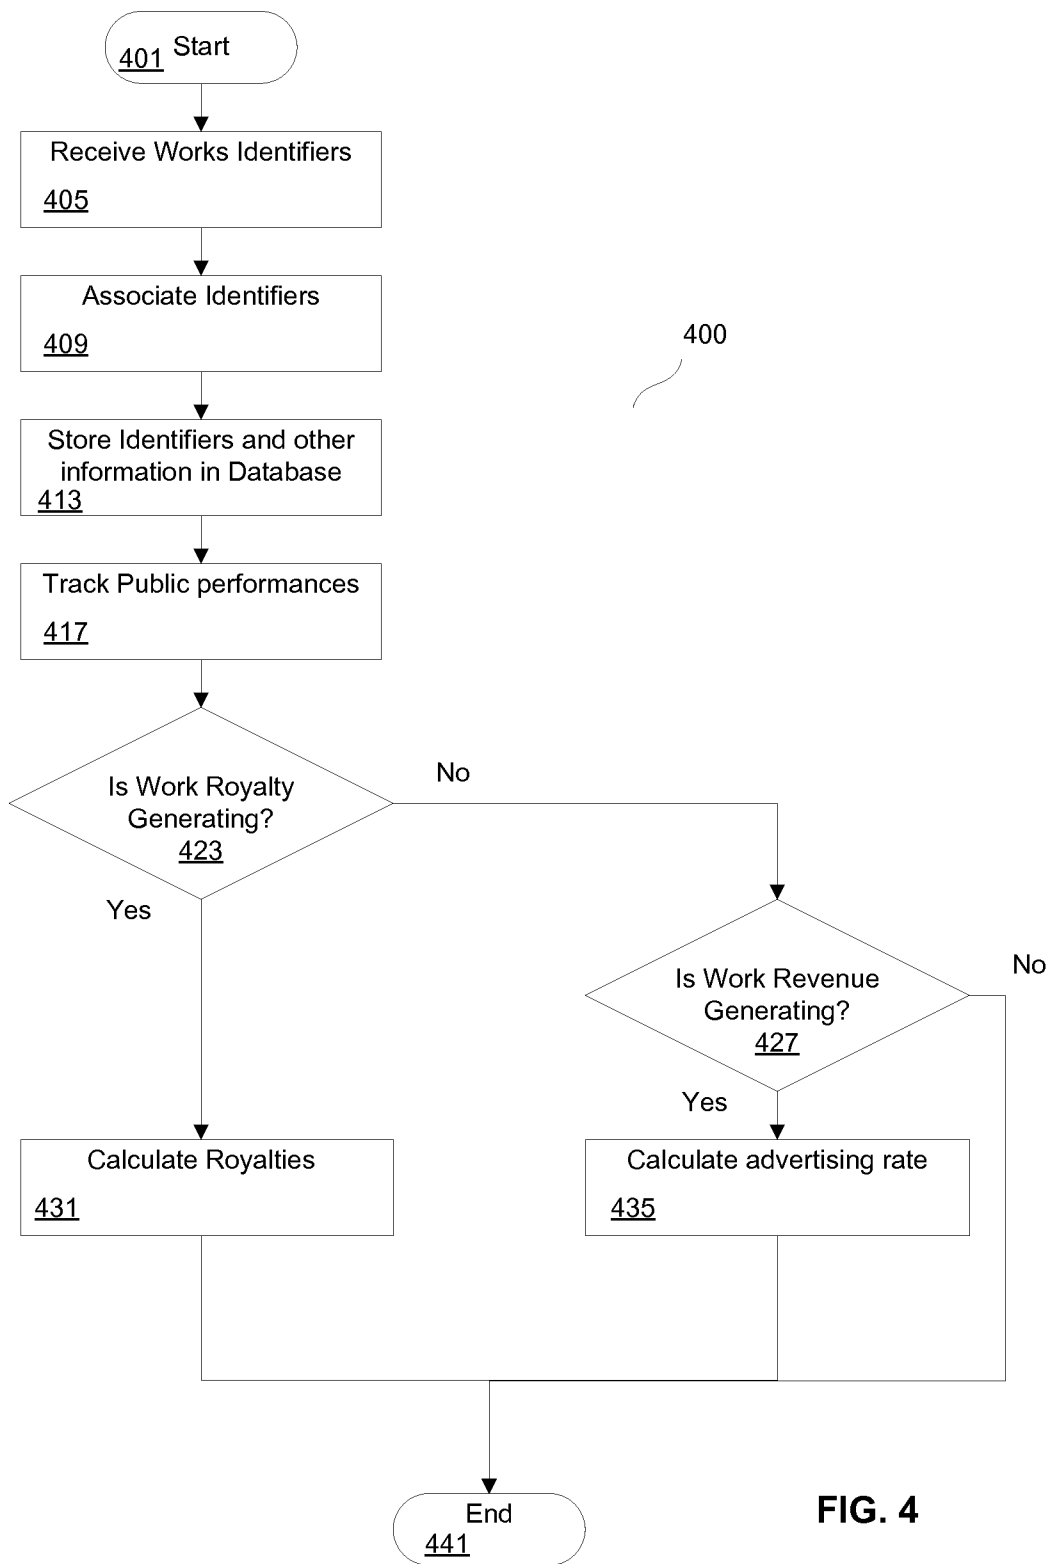 Start
401
Receive Works Identifiers
405
Associate Identifiers
409
400
Store Identifiers and other
information in Database
413
Track Public performances
417
Is Work Royalty
Generating?
423
No
Yes
Is Work Revenue
Generating?
427
No
Yes
Calculate Royalties
431
Calculate advertising rate
435
End
441
FIG. 4